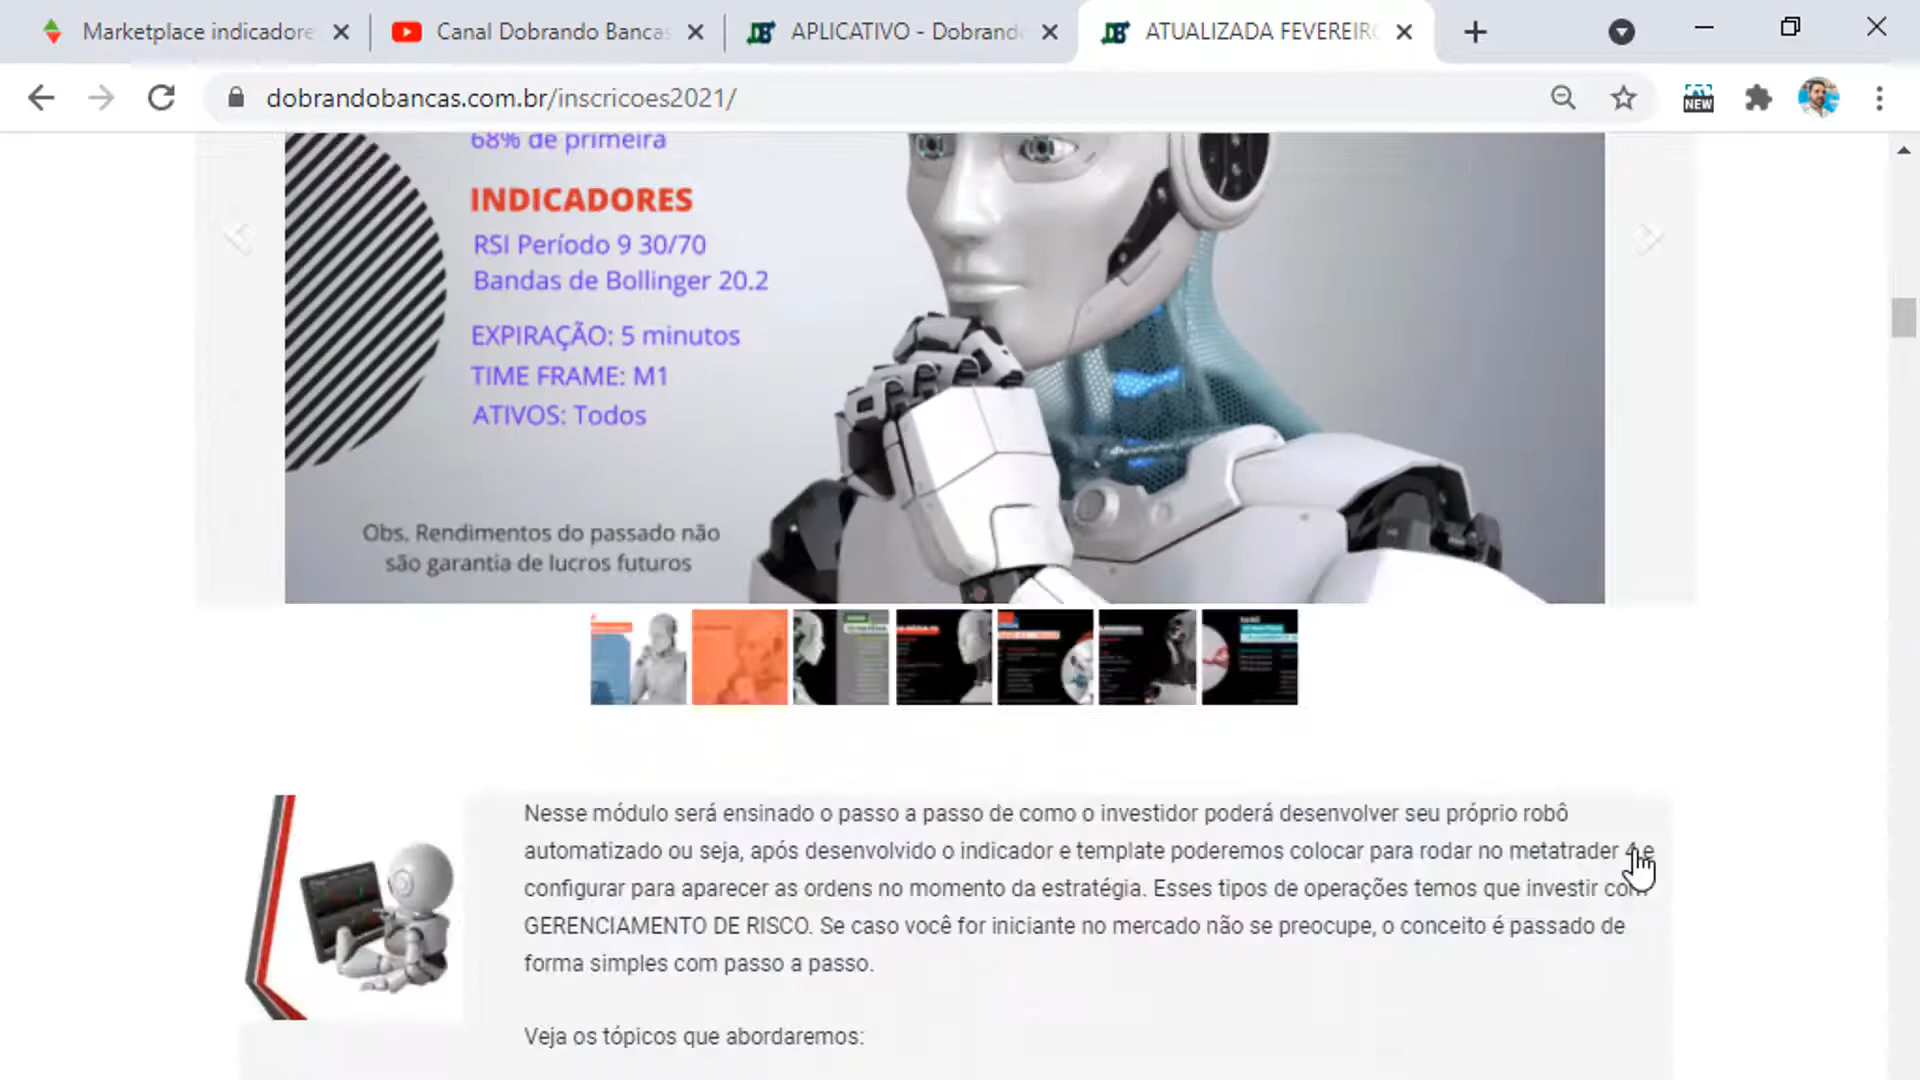 Marketplace indicadore
Canal Dobrando Bancas
APLICATIVO - Dobrand
ATUALIZADA FEVEREIR
dobrandobancas.com.br/inscricoes2021/
NEW
68% de primeira
INDICADORES
RSI Período 9 30/70
Bandas de Bollinger 20.2
EXPIRAÇÃO: 5 minutos
TIME FRAME: M1
ATIVOS: Todos
Obs. Rendimentos do passado não
são garantia de lucros futuros
Nesse módulo será ensinado o passo a passo de como o investidor poderá desenvolver seu próprio robô
automatizado ou seja, após desenvolvido o indicador e template poderemos colocar para rodar no metatrader 4 e
configurar para aparecer as ordens no momento da estratégia. Esses tipos de operações temos que investir com
GERENCIAMENTO DE RISCO. Se caso você for iniciante no mercado não se preocupe, o conceito é passado de
forma simples com passo a passo.
Veja os tópicos que abordaremos: